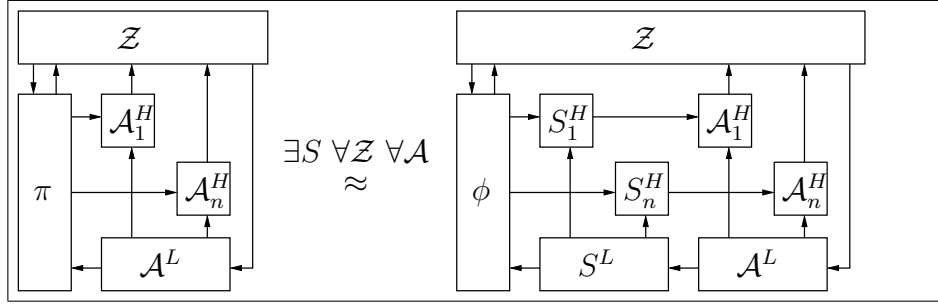 𝒵 𝒵
𝒜₁ᴴ S₁ᴴ 𝒜₁ᴴ
∃S ∀𝒵 ∀𝒜
≈
π 𝒜ₙᴴ ϕ Sₙᴴ 𝒜ₙᴴ
𝒜ᴸ Sᴸ 𝒜ᴸ